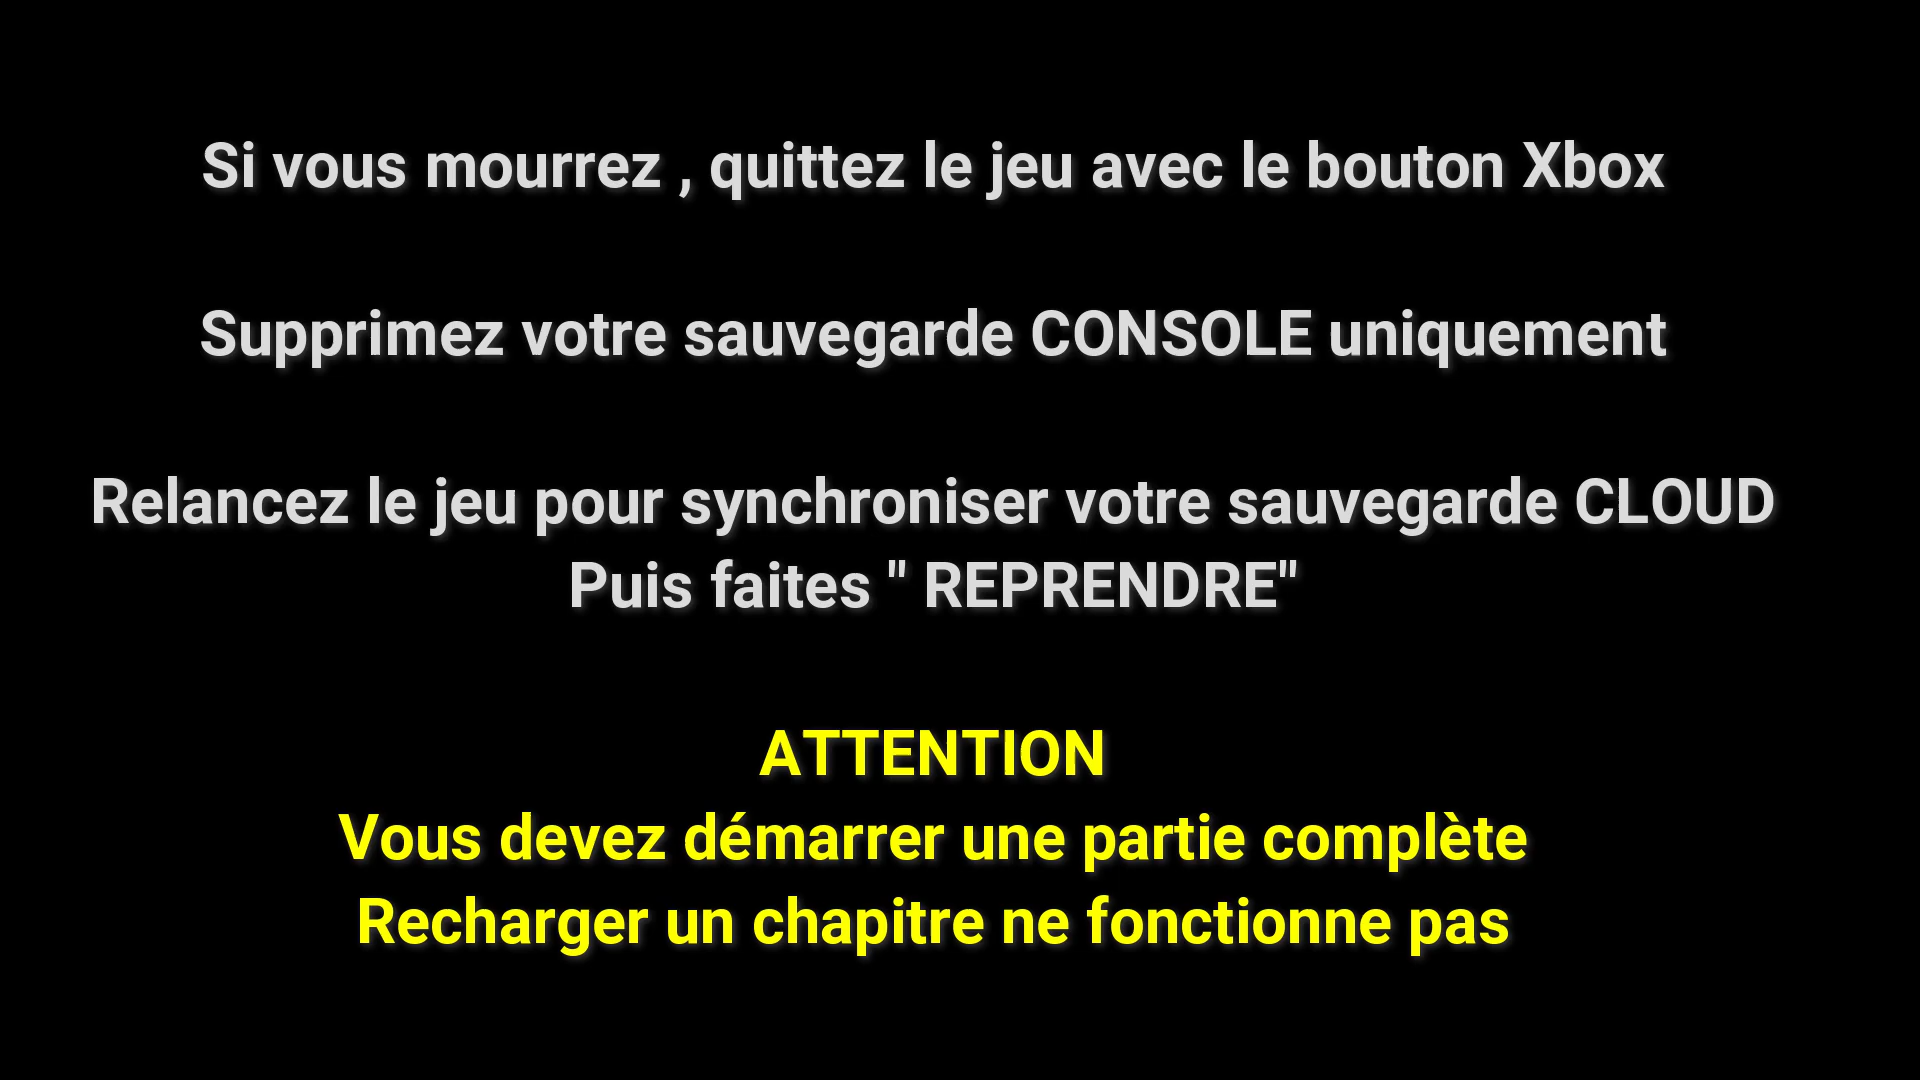 Si vous mourrez , quittez le jeu avec le bouton Xbox
Supprimez votre sauvegarde CONSOLE uniquement
Relancez le jeu pour synchroniser votre sauvegarde CLOUD
Puis faites " REPRENDRE"
ATTENTION
Vous devez démarrer une partie complète
Recharger un chapitre ne fonctionne pas